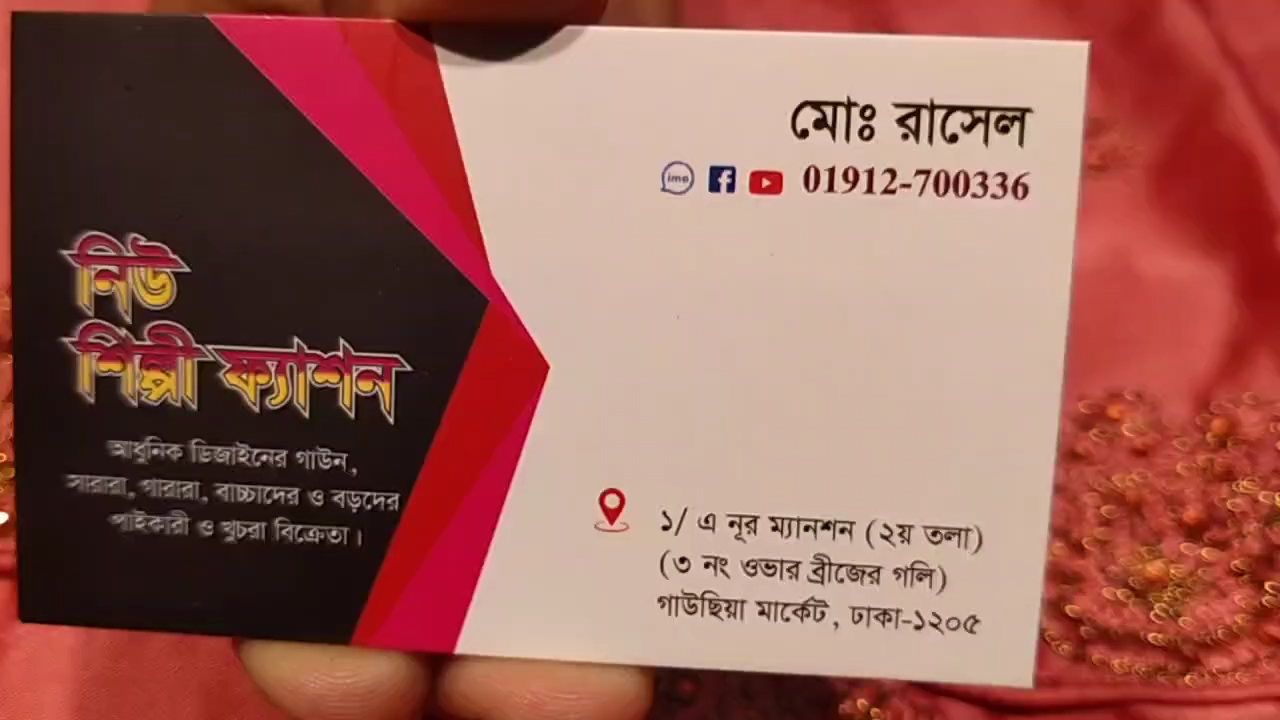 নিউ
শিল্পী ফ্যাশন
আধুনিক ডিজাইনের গাউন,
সারারা, গারারা, বাচ্চাদের ও বড়দের
পাইকারী ও খুচরা বিক্রেতা।
মোঃ রাসেল
imo 01912-700336
১/ এ নূর ম্যানশন (২য় তলা)
(৩ নং ওভার ব্রীজের গলি)
গাউছিয়া মার্কেট, ঢাকা-১২০৫